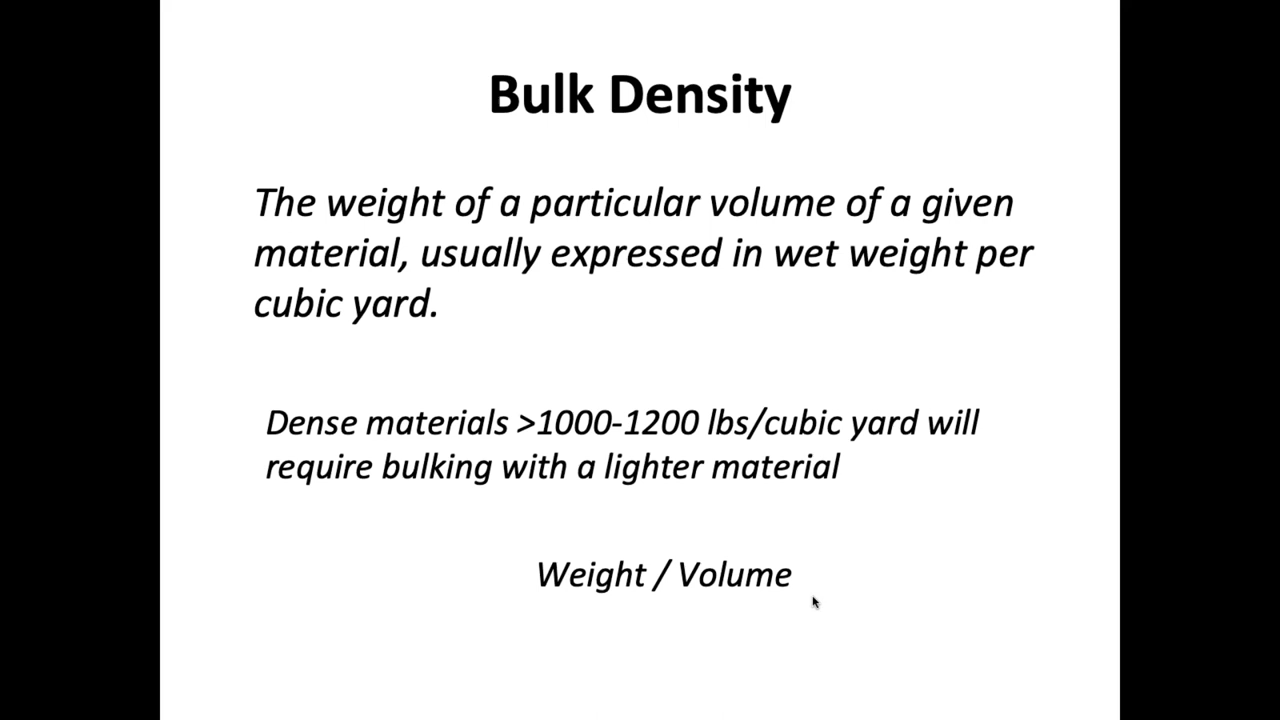 Bulk Density
The weight of a particular volume of a given
material, usually expressed in wet weight per
cubic yard.
Dense materials >1000-1200 lbs/cubic yard will
require bulking with a lighter material
Weight / Volume